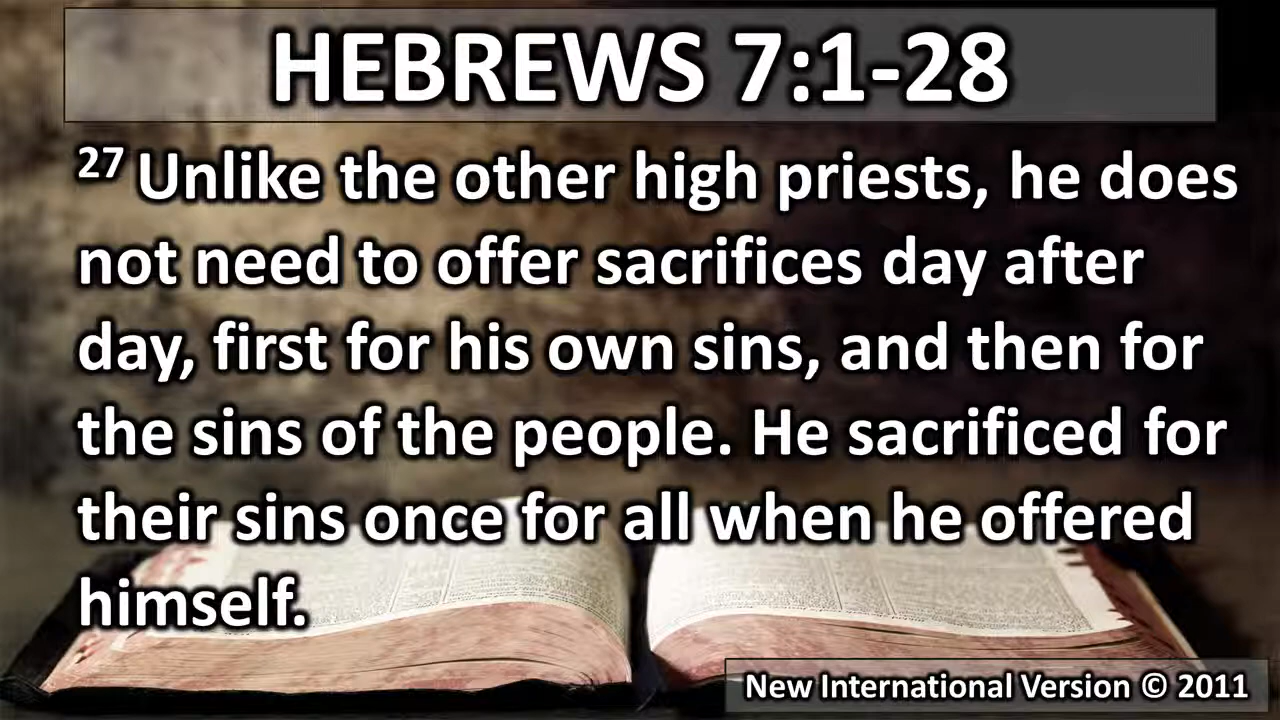 HEBREWS 7:1-28
27 Unlike the other high priests, he does
not need to offer sacrifices day after
day, first for his own sins, and then for
the sins of the people. He sacrificed for
their sins once for all when he offered
himself.
New International Version © 2011